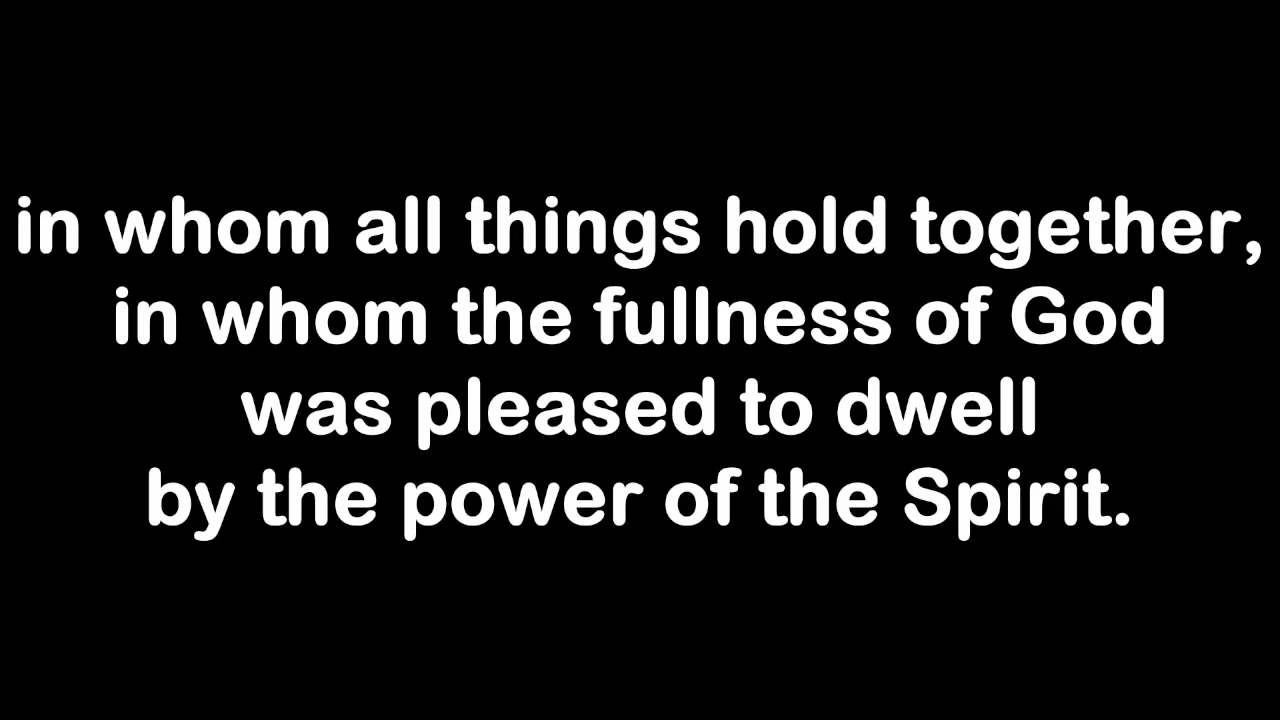 in whom all things hold together,
in whom the fullness of God
was pleased to dwell
by the power of the Spirit.